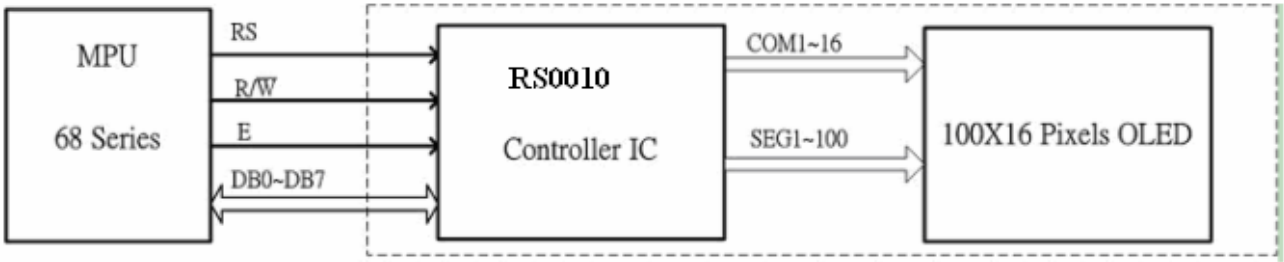 MPU
68 Series
RS
R/W
E
DB0~DB7
RS0010
Controller IC
COM1~16
SEG1~100
100X16 Pixels OLED